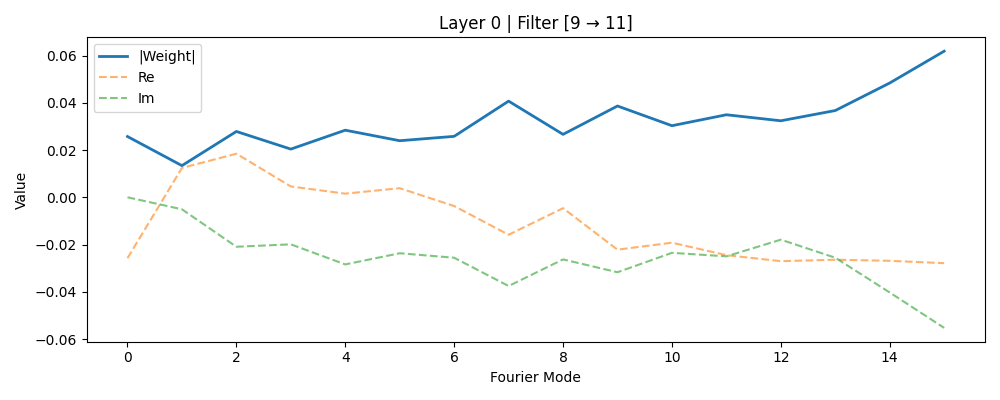 Layer 0 | Filter [9 → 11]
|Weight|
Re
Im
0.06
0.04
0.02
0.00
−0.02
−0.04
−0.06
Value
0 2 4 6 8 10 12 14
Fourier Mode